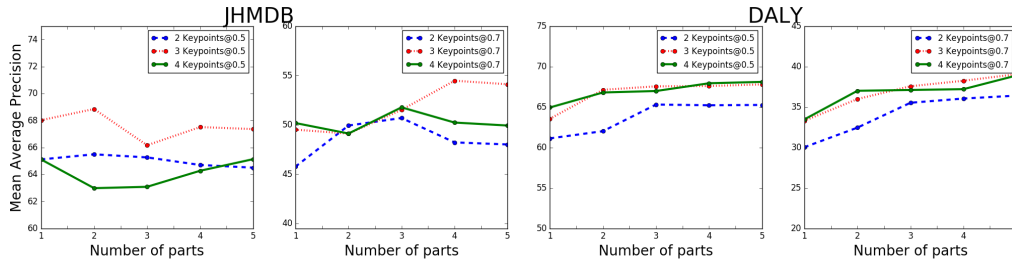 JHMDB
DALY
Mean Average Precision
75
74
72
70
68
66
64
62
60
1 2 3 4 5
Number of parts
2 Keypoints@0.5
3 Keypoints@0.5
4 Keypoints@0.5
60
55
50
45
40
1 2 3 4 5
Number of parts
2 Keypoints@0.7
3 Keypoints@0.7
4 Keypoints@0.7
75
70
65
60
55
50
1 2 3 4 5
Number of parts
2 Keypoints@0.5
3 Keypoints@0.5
4 Keypoints@0.5
45
40
35
30
25
20
1 2 3 4
Number of parts
2 Keypoints@0.7
3 Keypoints@0.7
4 Keypoints@0.7